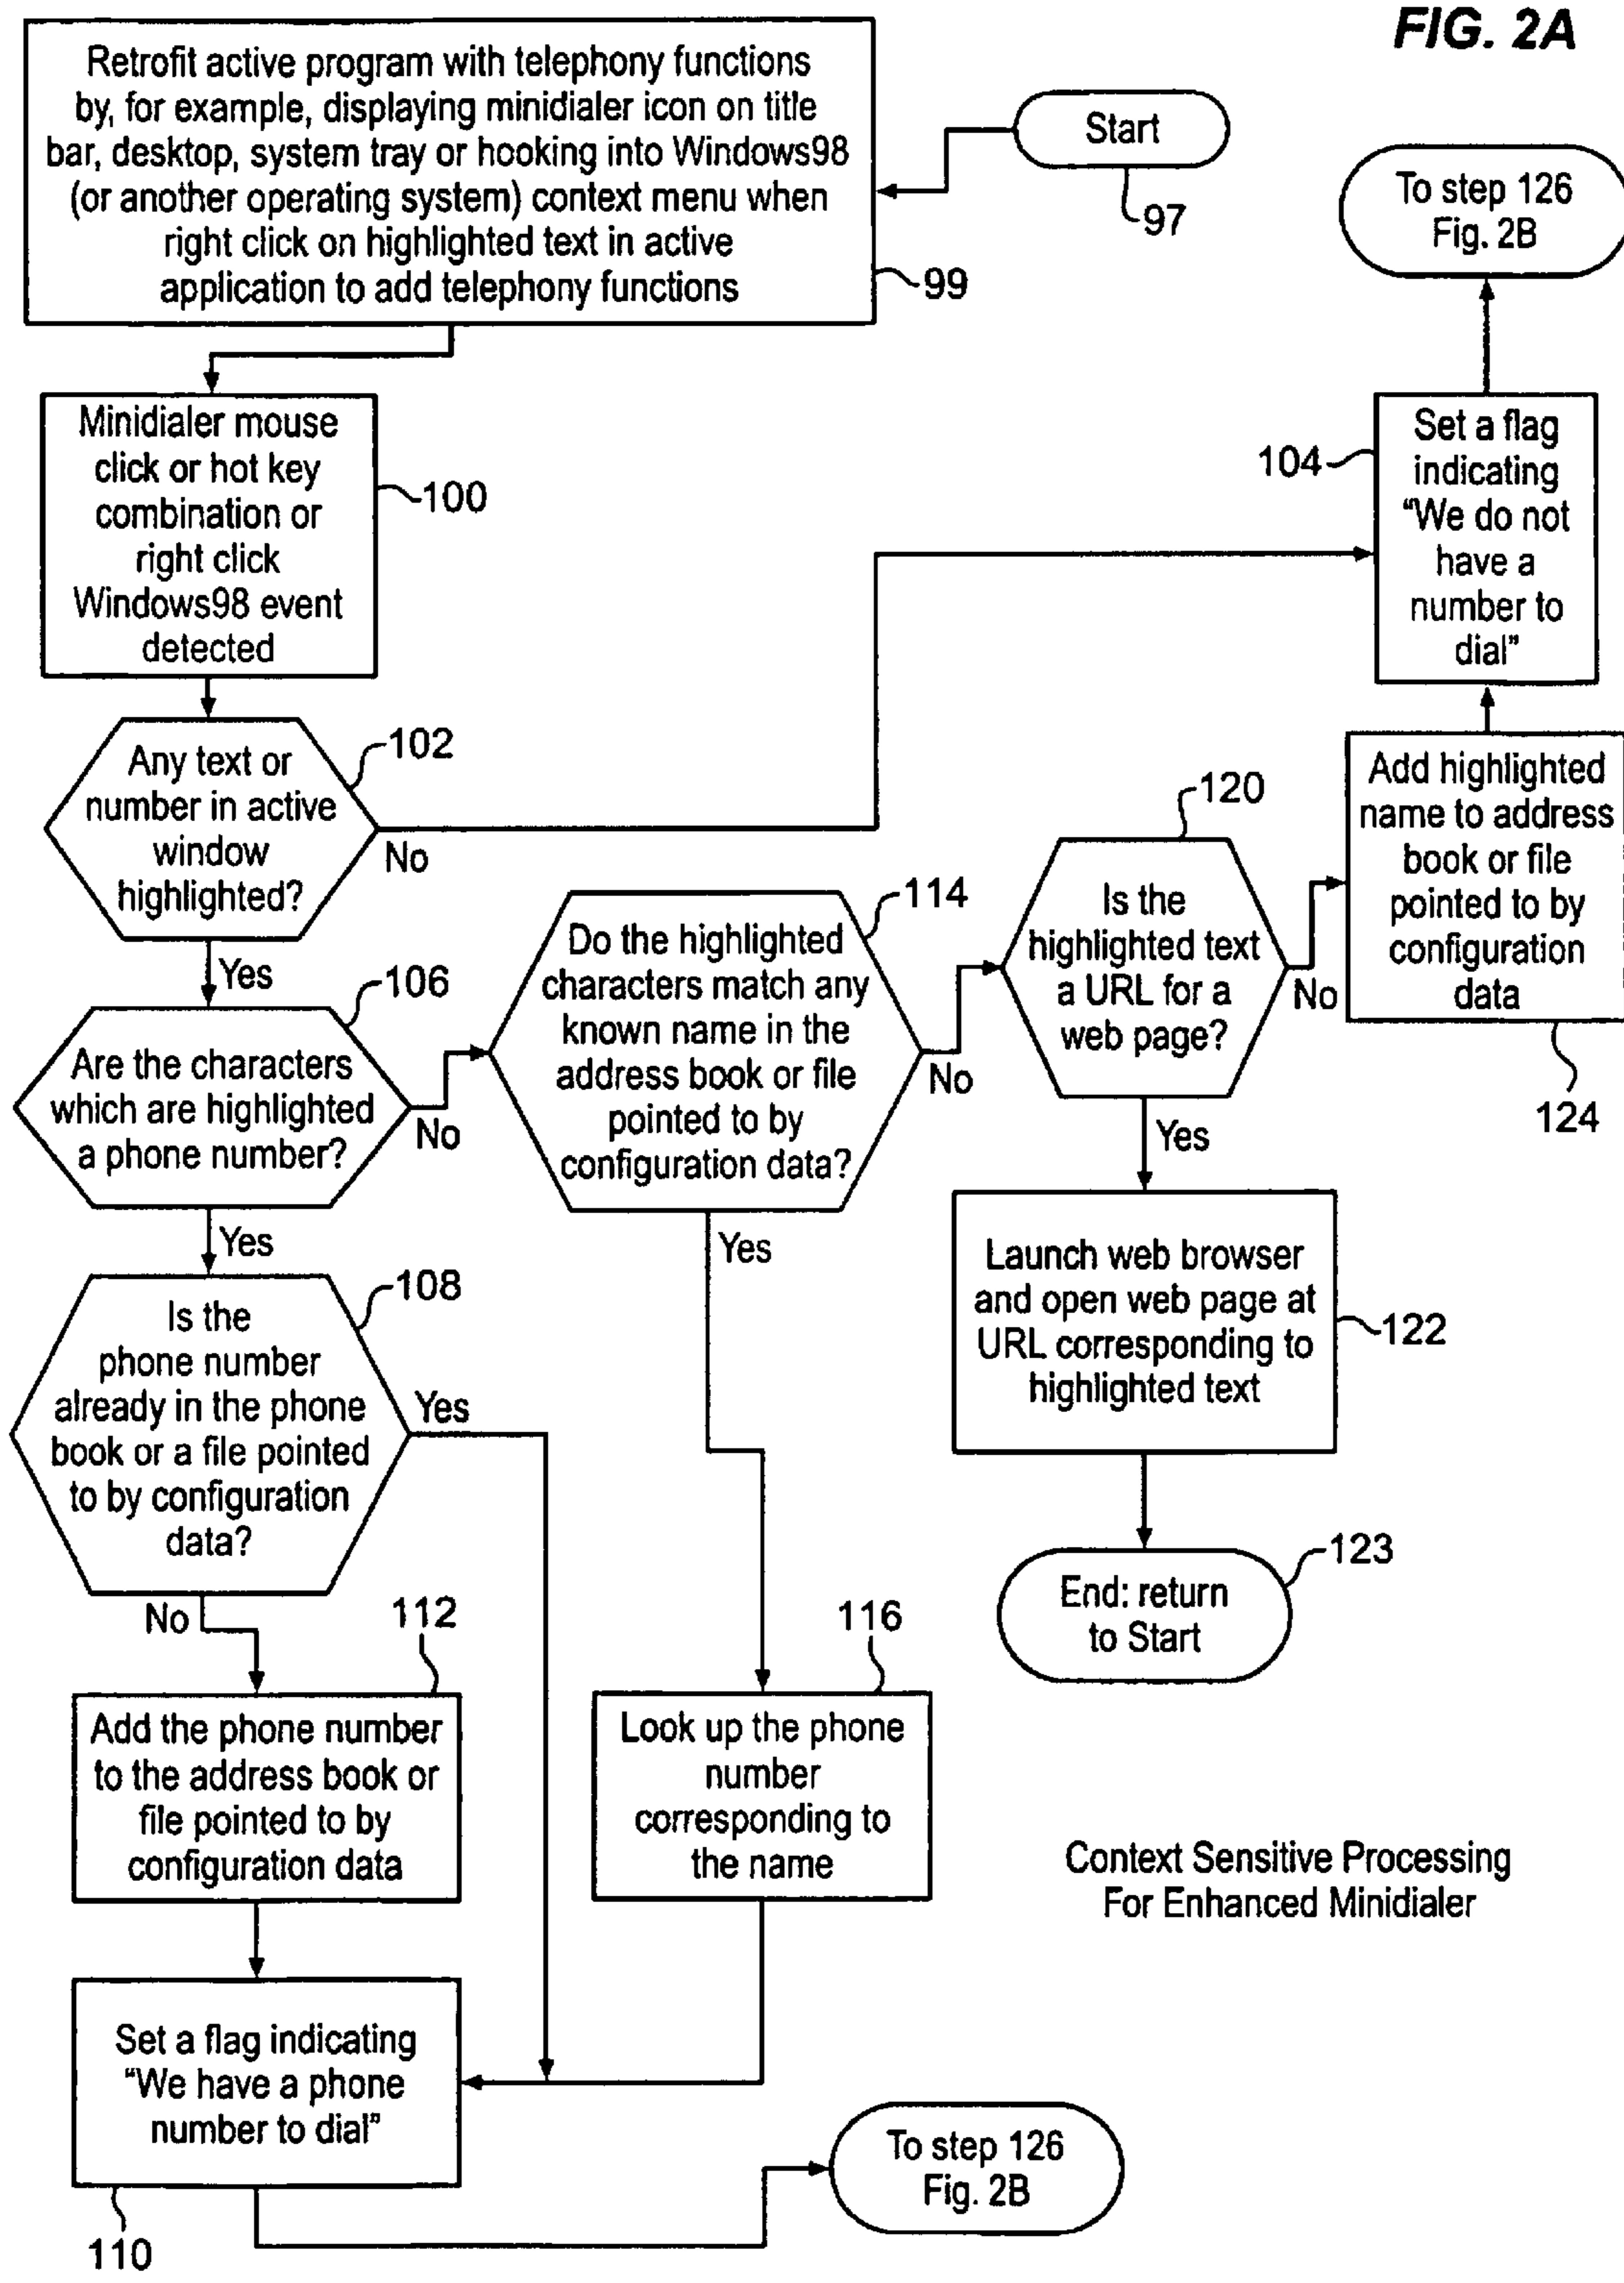 FIG. 2A
Retrofit active program with telephony functions
by, for example, displaying minidialer icon on title
bar, desktop, system tray or hooking into Windows98
(or another operating system) context menu when
right click on highlighted text in active
application to add telephony functions
99
Start
97
To step 126
Fig. 2B
Minidialer mouse
click or hot key
combination or
right click
Windows98 event
detected
100
104
Set a flag
indicating
“We do not
have a
number to
dial”
Any text or
number in active
window
highlighted?
102
No
Yes
Are the characters
which are highlighted
a phone number?
106
No
Yes
Do the highlighted
characters match any
known name in the
address book or file
pointed to by
configuration data?
114
No
Yes
Is the
highlighted text
a URL for a
web page?
120
No
Yes
Add highlighted
name to address
book or file
pointed to by
configuration
data
124
Is the
phone number
already in the phone
book or a file pointed
to by configuration
data?
108
Yes
No
Launch web browser
and open web page at
URL corresponding to
highlighted text
122
End: return
to Start
123
112
Add the phone number
to the address book or
file pointed to by
configuration data
116
Look up the phone
number
corresponding to
the name
Context Sensitive Processing
For Enhanced Minidialer
Set a flag indicating
“We have a phone
number to dial”
110
To step 126
Fig. 2B